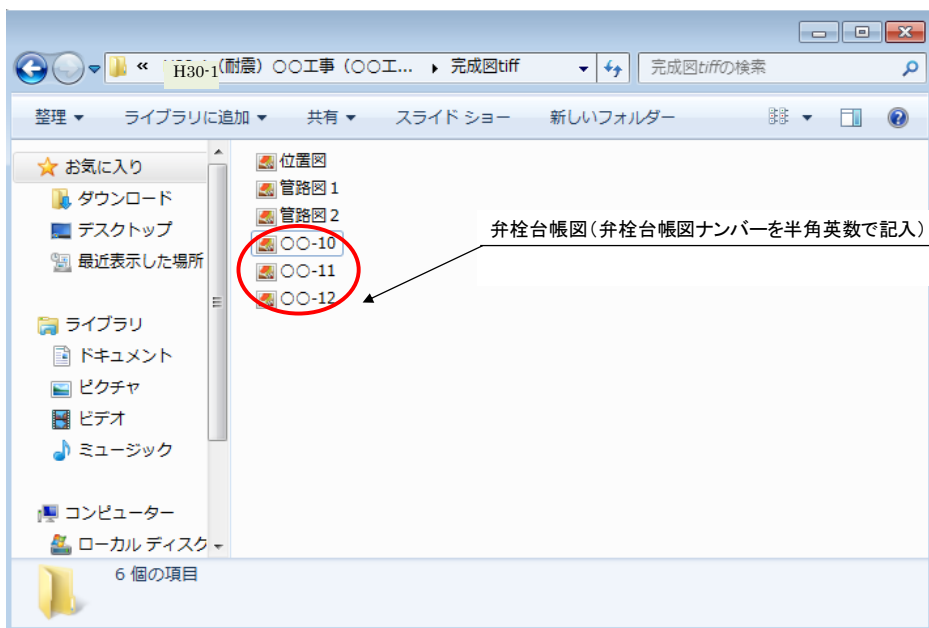 « H30-1(耐震)〇〇工事(〇〇工... ▸ 完成図tiff
完成図tiffの検索
整理 ライブラリに追加 共有 スライド ショー 新しいフォルダー
お気に入り
ダウンロード
デスクトップ
最近表示した場所
ライブラリ
ドキュメント
ピクチャ
ビデオ
ミュージック
コンピューター
ローカル ディスク
位置図
管路図1
管路図2
〇〇-10
〇〇-11
〇〇-12
弁栓台帳図(弁栓台帳図ナンバーを半角英数で記入)
6 個の項目